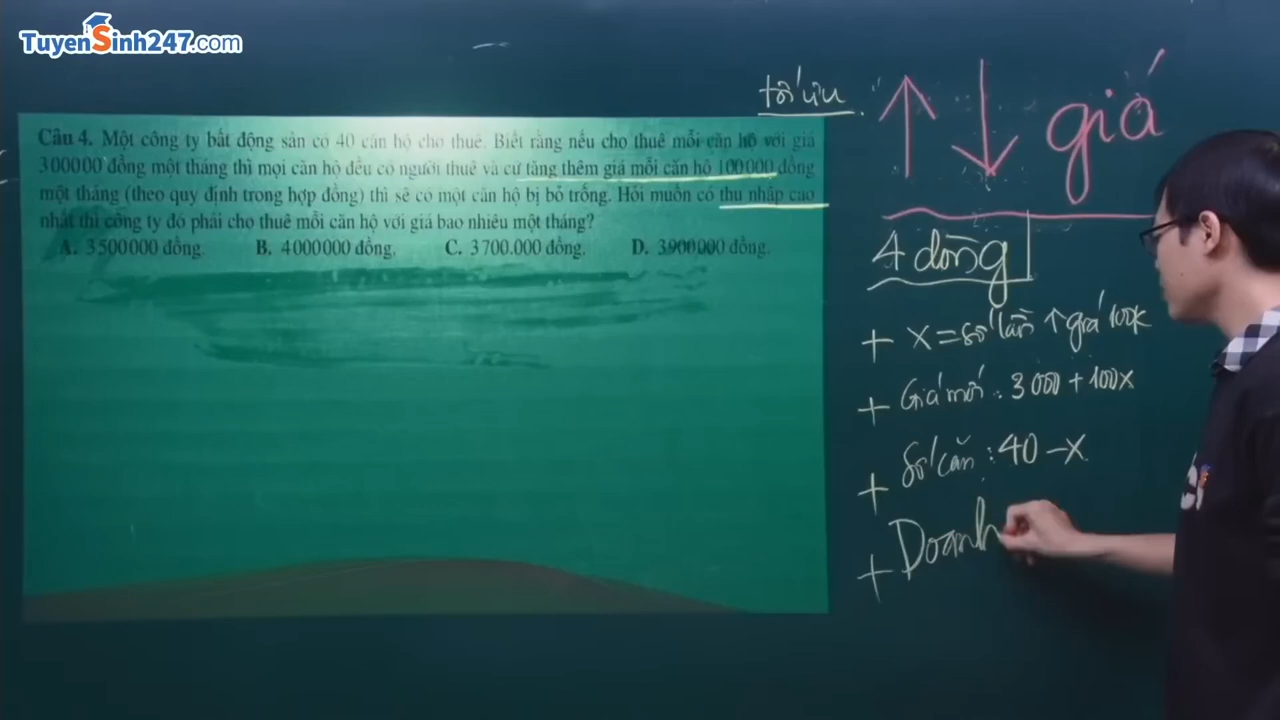 TuyenSinh247.com
Câu 4. Một công ty bất động sản có 40 căn hộ cho thuê. Biết rằng nếu cho thuê mỗi căn hộ với giá
3000000 đồng một tháng thì mọi căn hộ đều có người thuê và cứ tăng thêm giá mỗi căn hộ 100000 đồng
một tháng (theo quy định trong hợp đồng) thì sẽ có một căn hộ bị bỏ trống. Hỏi muốn có thu nhập cao
nhất thì công ty đó phải cho thuê mỗi căn hộ với giá bao nhiêu một tháng?
A. 3500000 đồng. B. 4000000 đồng. C. 3700.000 đồng. D. 3900000 đồng.
tối ưu
↑ ↓ giá
4 dòng
+ x = số lần ↑ giá 100k
+ Giá mới : 3 000 + 100x
+ Số căn : 40 - x
+ Doanh